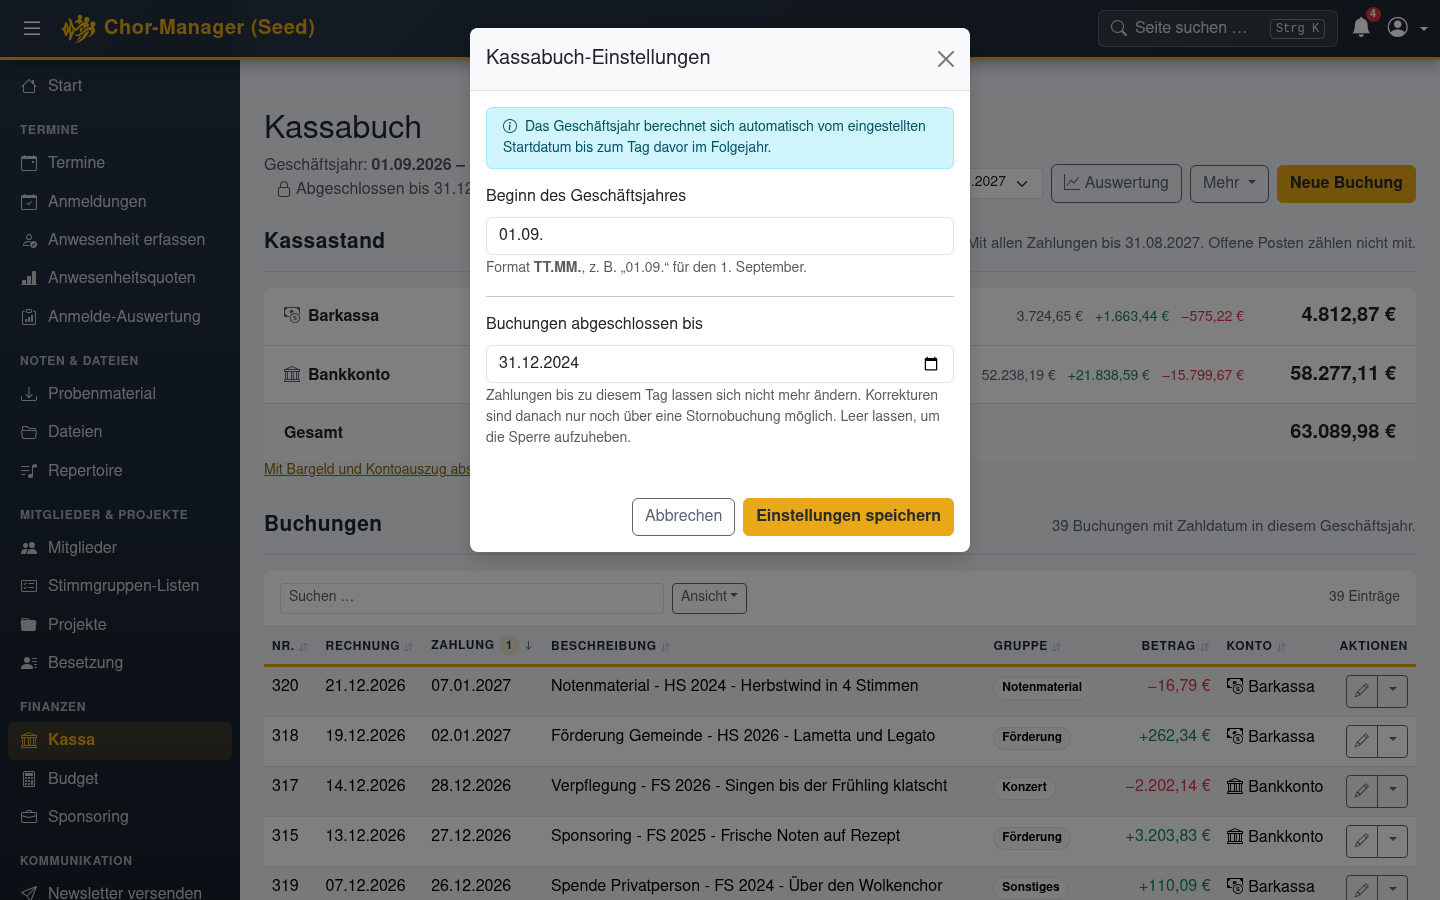 Chor-Manager (Seed)
Seite suchen ...
Strg K
4
Start
TERMINE
Termine
Anmeldungen
Anwesenheit erfassen
Anwesenheitsquoten
Anmelde-Auswertung
NOTEN & DATEIEN
Probenmaterial
Dateien
Repertoire
MITGLIEDER & PROJEKTE
Mitglieder
Stimmgruppen-Listen
Projekte
Besetzung
FINANZEN
Kassa
Budget
Sponsoring
KOMMUNIKATION
Newsletter versenden
Kassabuch
Geschäftsjahr: 01.09.2026 –
Abgeschlossen bis 31.12
.2027
Auswertung
Mehr
Neue Buchung
Kassastand
Mit allen Zahlungen bis 31.08.2027. Offene Posten zählen nicht mit.
Barkassa
3.724,65 € +1.663,44 € −575,22 € 4.812,87 €
Bankkonto
52.238,19 € +21.838,59 € −15.799,67 € 58.277,11 €
Gesamt
63.089,98 €
Mit Bargeld und Kontoauszug abs
Buchungen
39 Buchungen mit Zahldatum in diesem Geschäftsjahr.
Suchen ...
Ansicht
39 Einträge
NR. RECHNUNG ZAHLUNG 1 BESCHREIBUNG GRUPPE BETRAG KONTO AKTIONEN
320 21.12.2026 07.01.2027 Notenmaterial - HS 2024 - Herbstwind in 4 Stimmen Notenmaterial −16,79 € Barkassa
318 19.12.2026 02.01.2027 Förderung Gemeinde - HS 2026 - Lametta und Legato Förderung +262,34 € Barkassa
317 14.12.2026 28.12.2026 Verpflegung - FS 2026 - Singen bis der Frühling klatscht Konzert −2.202,14 € Bankkonto
315 13.12.2026 27.12.2026 Sponsoring - FS 2025 - Frische Noten auf Rezept Förderung +3.203,83 € Bankkonto
319 07.12.2026 26.12.2026 Spende Privatperson - FS 2024 - Über den Wolkenchor Sonstiges +110,09 € Barkassa
Kassabuch-Einstellungen
Das Geschäftsjahr berechnet sich automatisch vom eingestellten
Startdatum bis zum Tag davor im Folgejahr.
Beginn des Geschäftsjahres
01.09.
Format TT.MM., z. B. „01.09.“ für den 1. September.
Buchungen abgeschlossen bis
31.12.2024
Zahlungen bis zu diesem Tag lassen sich nicht mehr ändern. Korrekturen
sind danach nur noch über eine Stornobuchung möglich. Leer lassen, um
die Sperre aufzuheben.
Abbrechen
Einstellungen speichern